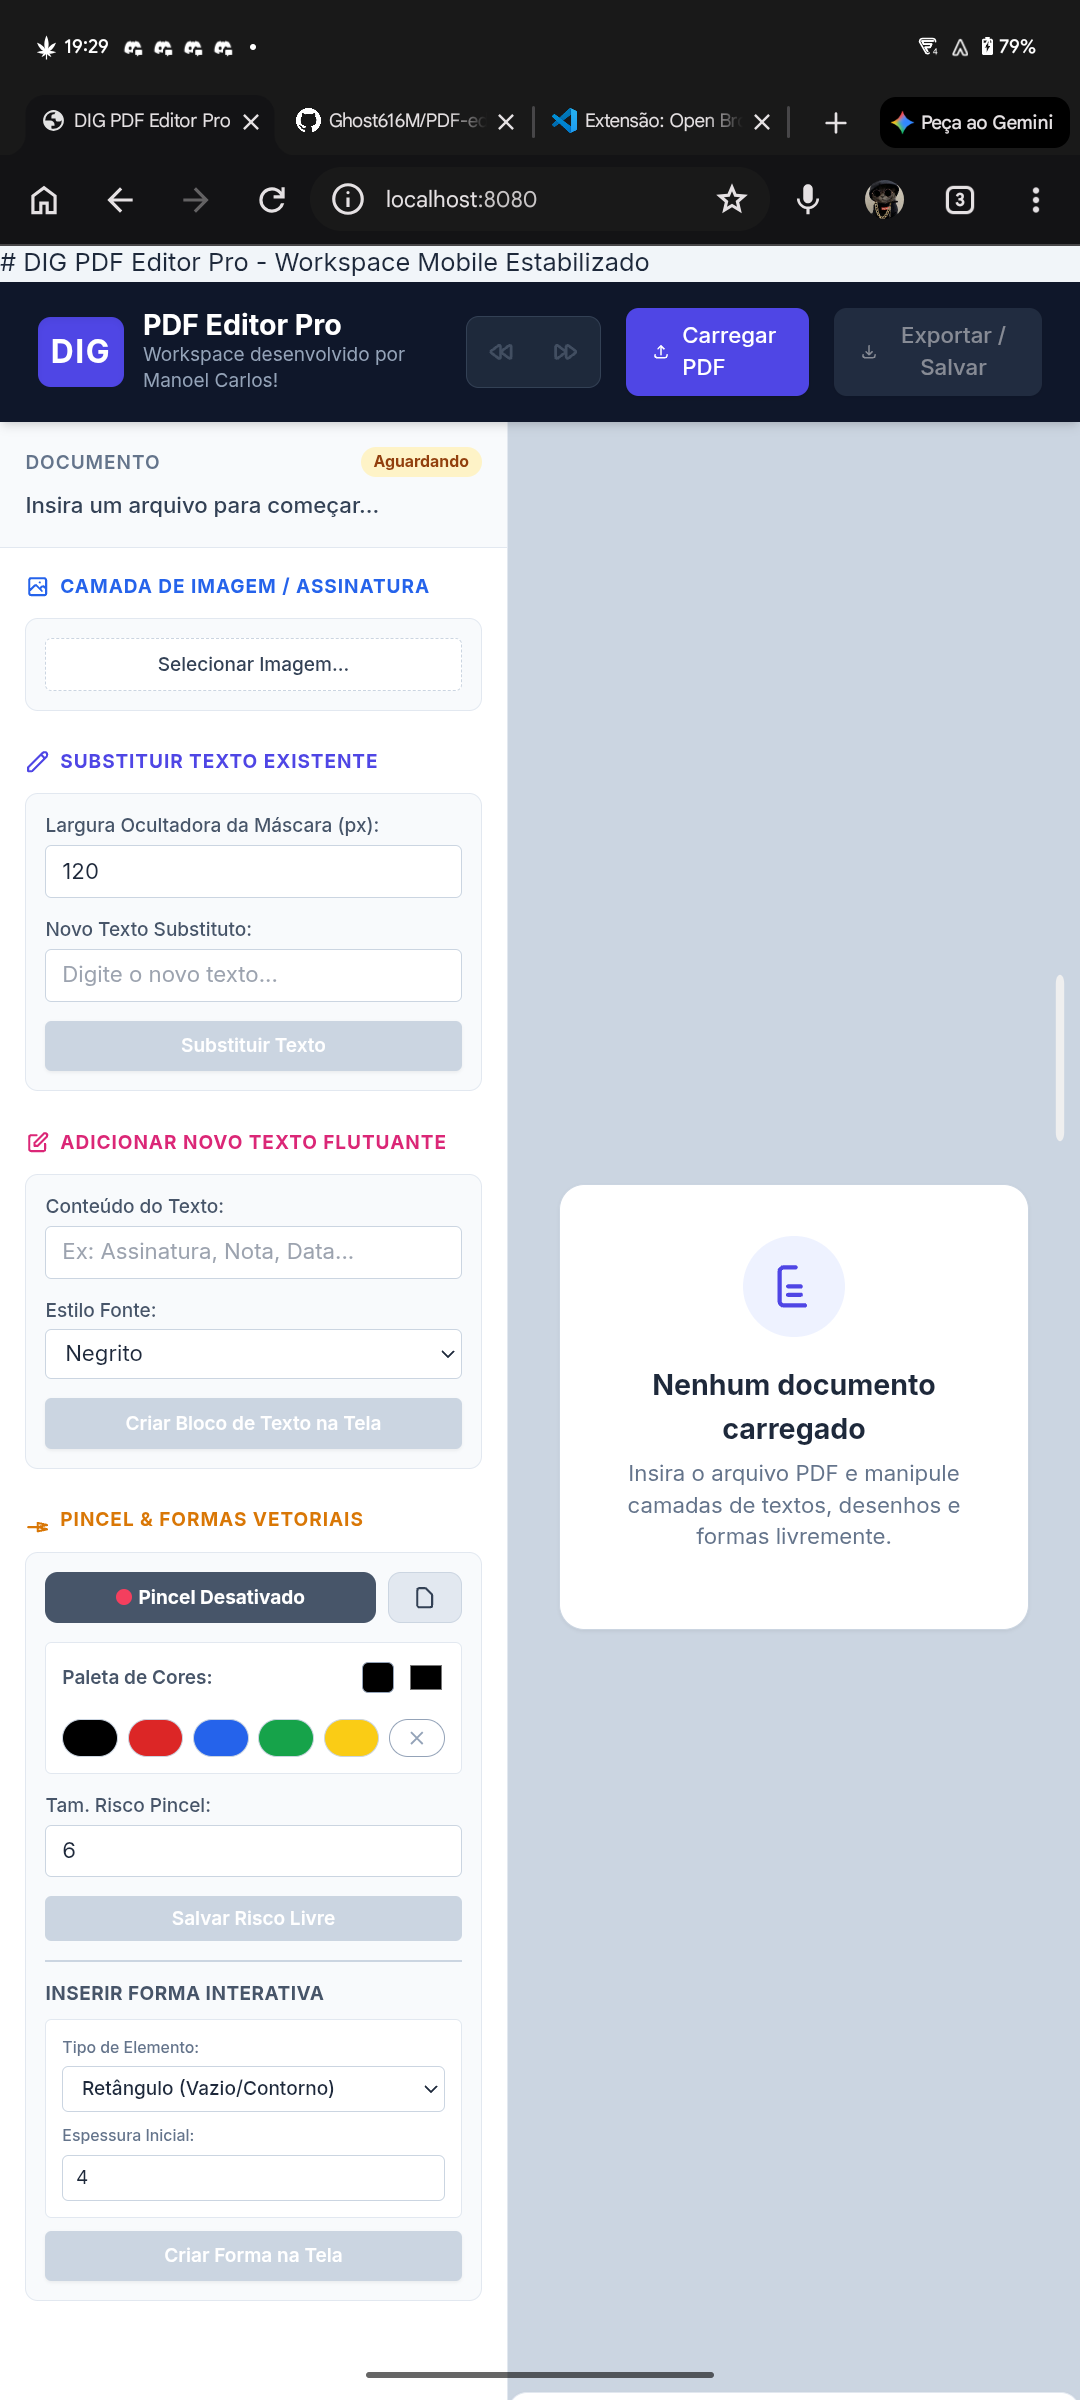 19:29
79%
DIG PDF Editor Pro
Ghost616M/PDF-e
Extensão: Open Br
Peça ao Gemini
localhost:8080
3
# DIG PDF Editor Pro - Workspace Mobile Estabilizado
DIG
PDF Editor Pro
Workspace desenvolvido por
Manoel Carlos!
Carregar
PDF
Exportar /
Salvar
DOCUMENTO
Aguardando
Insira um arquivo para começar...
CAMADA DE IMAGEM / ASSINATURA
Selecionar Imagem...
SUBSTITUIR TEXTO EXISTENTE
Largura Ocultadora da Máscara (px):
120
Novo Texto Substituto:
Digite o novo texto...
Substituir Texto
ADICIONAR NOVO TEXTO FLUTUANTE
Conteúdo do Texto:
Ex: Assinatura, Nota, Data...
Estilo Fonte:
Negrito
Criar Bloco de Texto na Tela
PINCEL & FORMAS VETORIAIS
Pincel Desativado
Paleta de Cores:
Tam. Risco Pincel:
6
Salvar Risco Livre
INSERIR FORMA INTERATIVA
Tipo de Elemento:
Retângulo (Vazio/Contorno)
Espessura Inicial:
4
Criar Forma na Tela
Nenhum documento
carregado
Insira o arquivo PDF e manipule
camadas de textos, desenhos e
formas livremente.